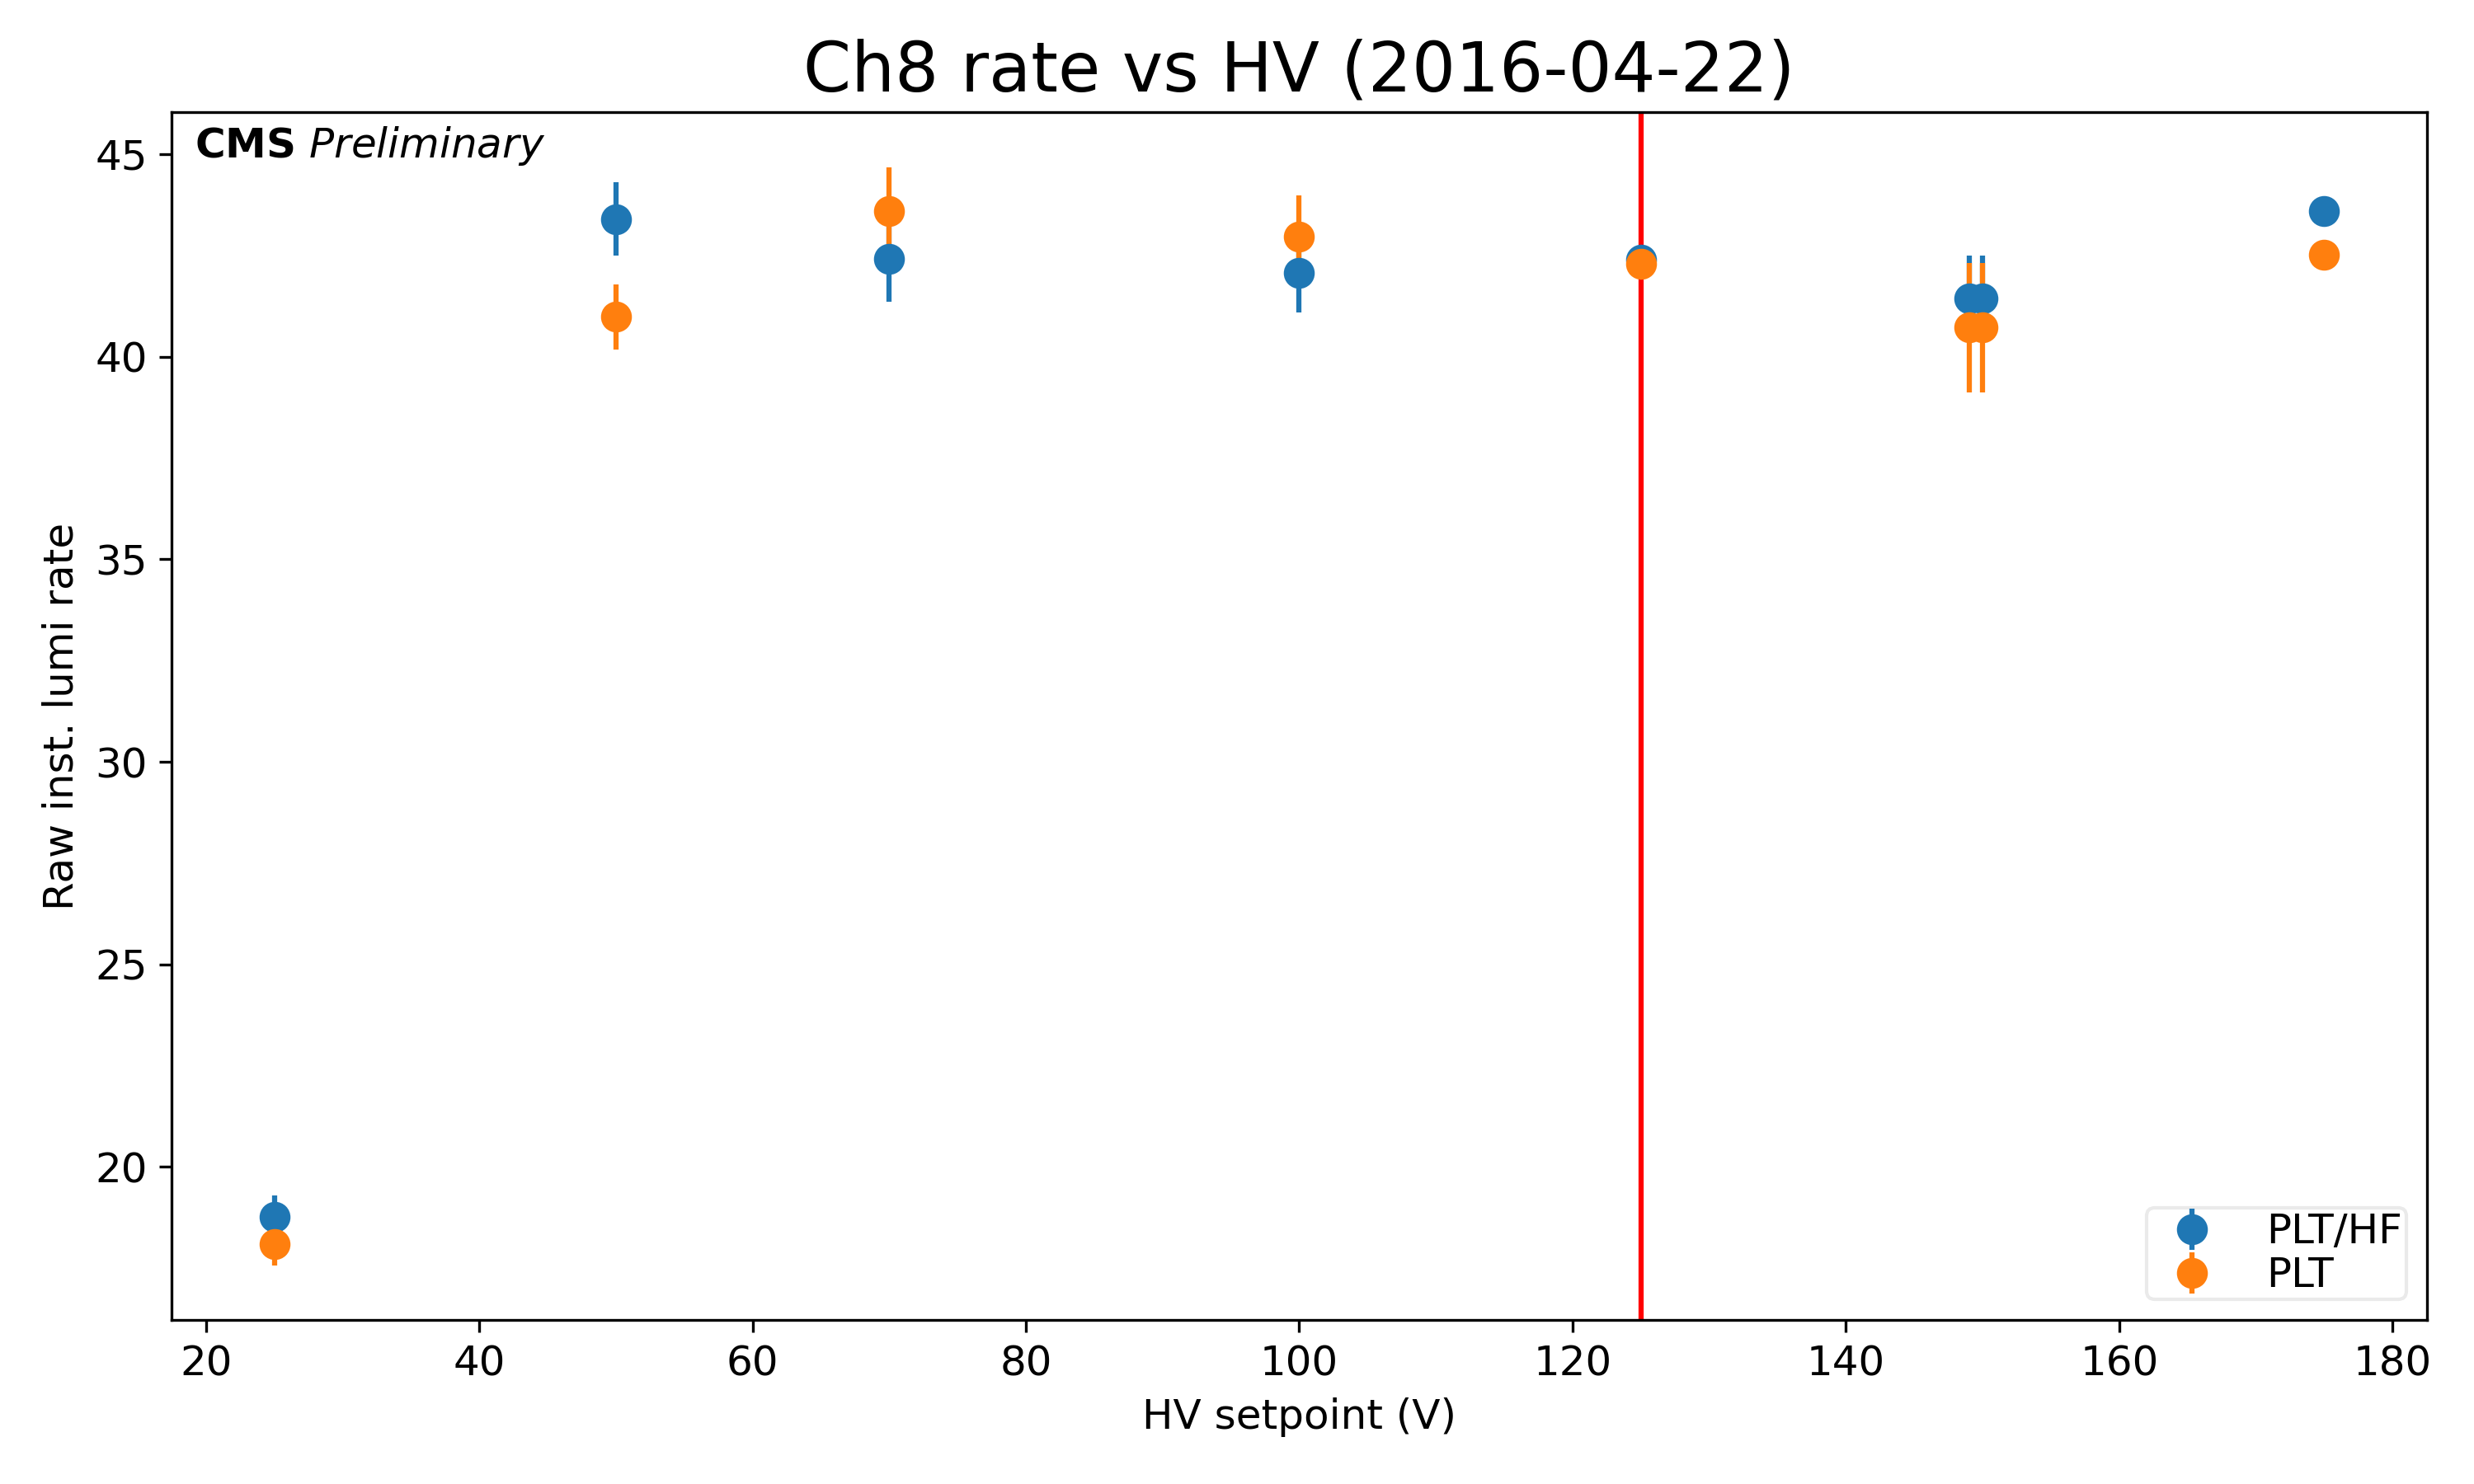 Ch8 rate vs HV (2016-04-22)
CMS Preliminary
45
40
35
30
25
20
Raw inst. lumi rate
PLT/HF
PLT
20 40 60 80 100 120 140 160 180
HV setpoint (V)